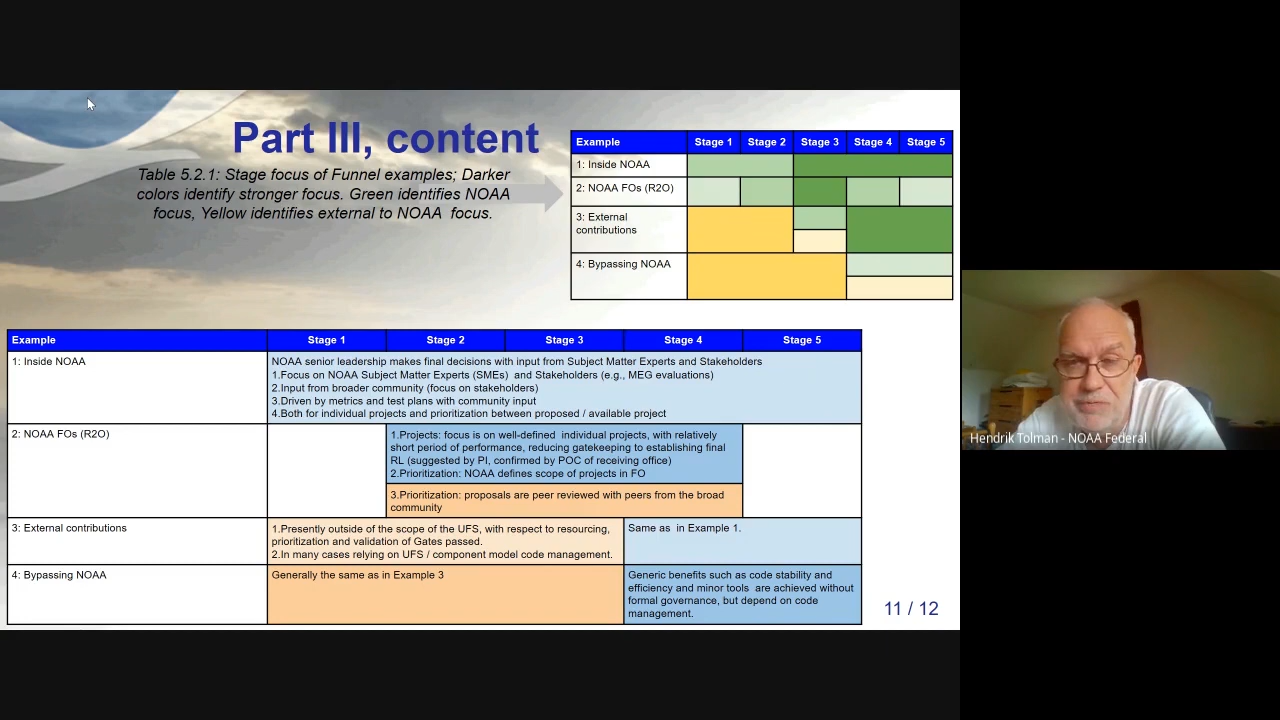 Part III, content
Table 5.2.1: Stage focus of Funnel examples; Darker
colors identify stronger focus. Green identifies NOAA
focus, Yellow identifies external to NOAA focus.
Example Stage 1 Stage 2 Stage 3 Stage 4 Stage 5
1: Inside NOAA
2: NOAA FOs (R2O)
3: External
contributions
4: Bypassing NOAA
Example Stage 1 Stage 2 Stage 3 Stage 4 Stage 5
1: Inside NOAA
NOAA senior leadership makes final decisions with input from Subject Matter Experts and Stakeholders
1.Focus on NOAA Subject Matter Experts (SMEs) and Stakeholders (e.g., MEG evaluations)
2.Input from broader community (focus on stakeholders)
3.Driven by metrics and test plans with community input
4.Both for individual projects and prioritization between proposed / available project
2: NOAA FOs (R2O)
1.Projects: focus is on well-defined individual projects, with relatively
short period of performance, reducing gatekeeping to establishing final
RL (suggested by PI, confirmed by POC of receiving office)
2.Prioritization: NOAA defines scope of projects in FO
3.Prioritization: proposals are peer reviewed with peers from the broad
community
3: External contributions
1.Presently outside of the scope of the UFS, with respect to resourcing,
prioritization and validation of Gates passed.
2.In many cases relying on UFS / component model code management.
Same as in Example 1.
4: Bypassing NOAA
Generally the same as in Example 3
Generic benefits such as code stability and
efficiency and minor tools are achieved without
formal governance, but depend on code
management.
11 / 12
Hendrik Tolman - NOAA Federal